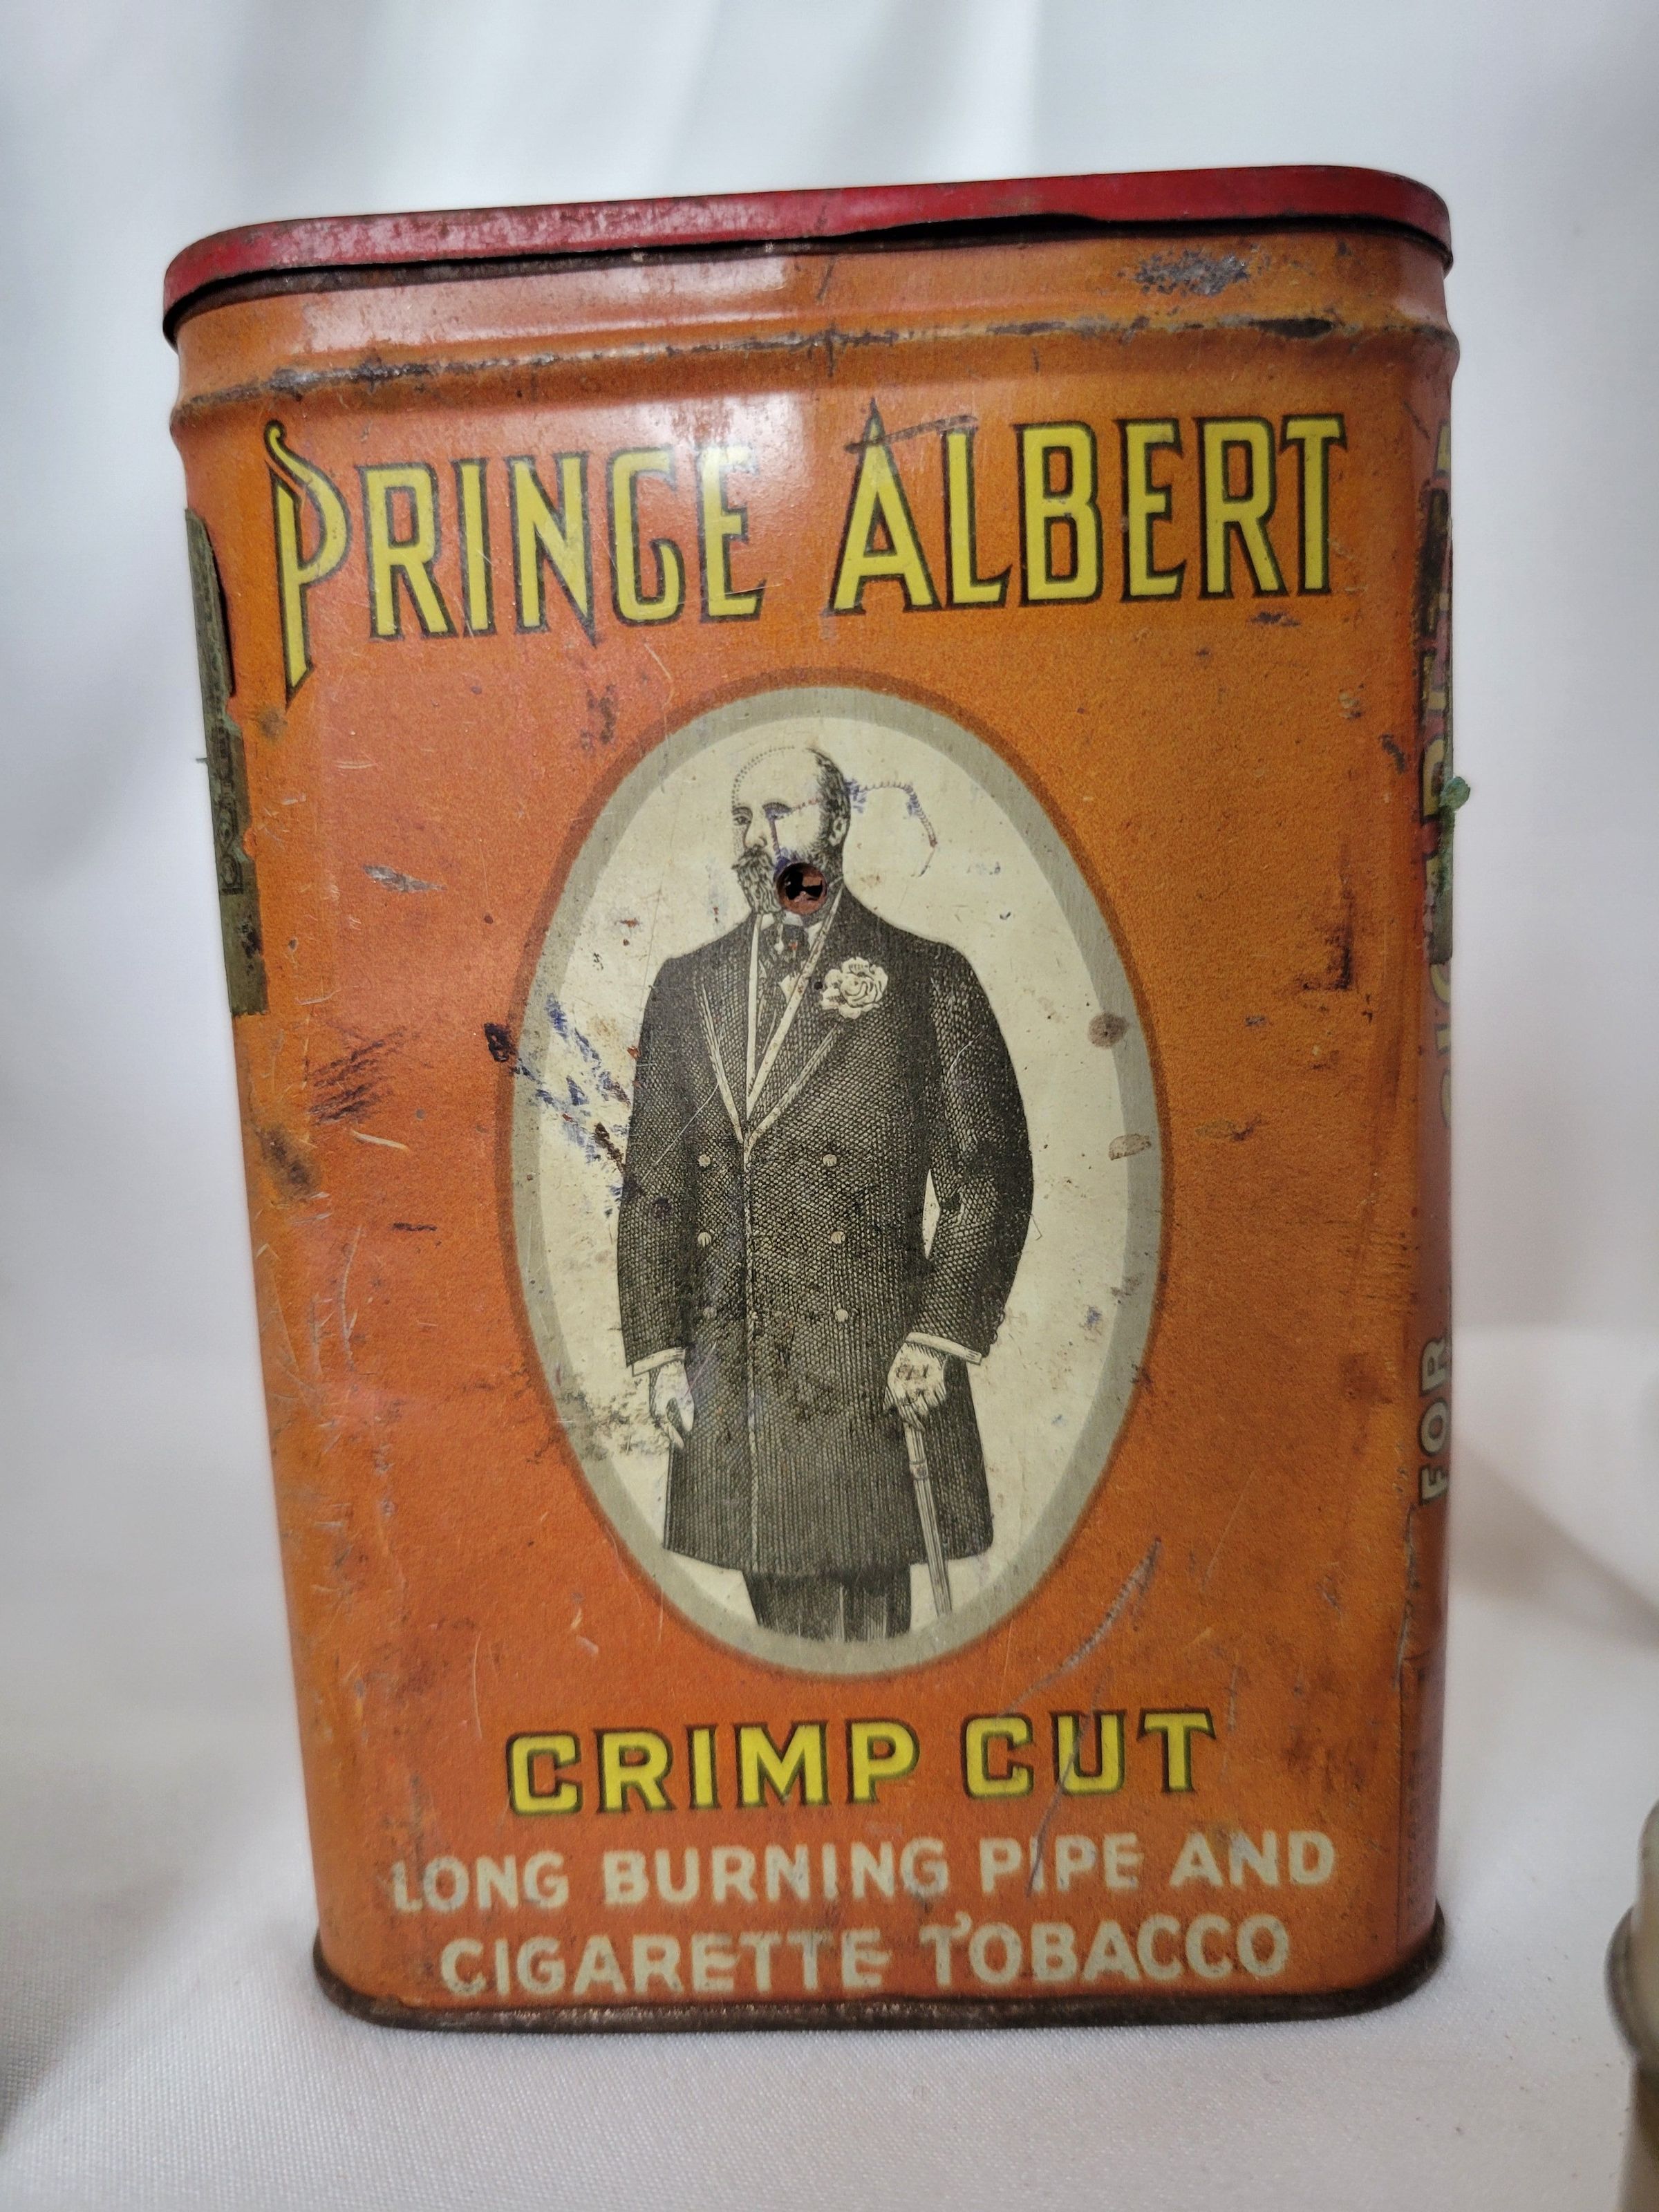 PRINCE ALBERT
CRIMP CUT
LONG BURNING PIPE AND
CIGARETTE TOBACCO
FOR